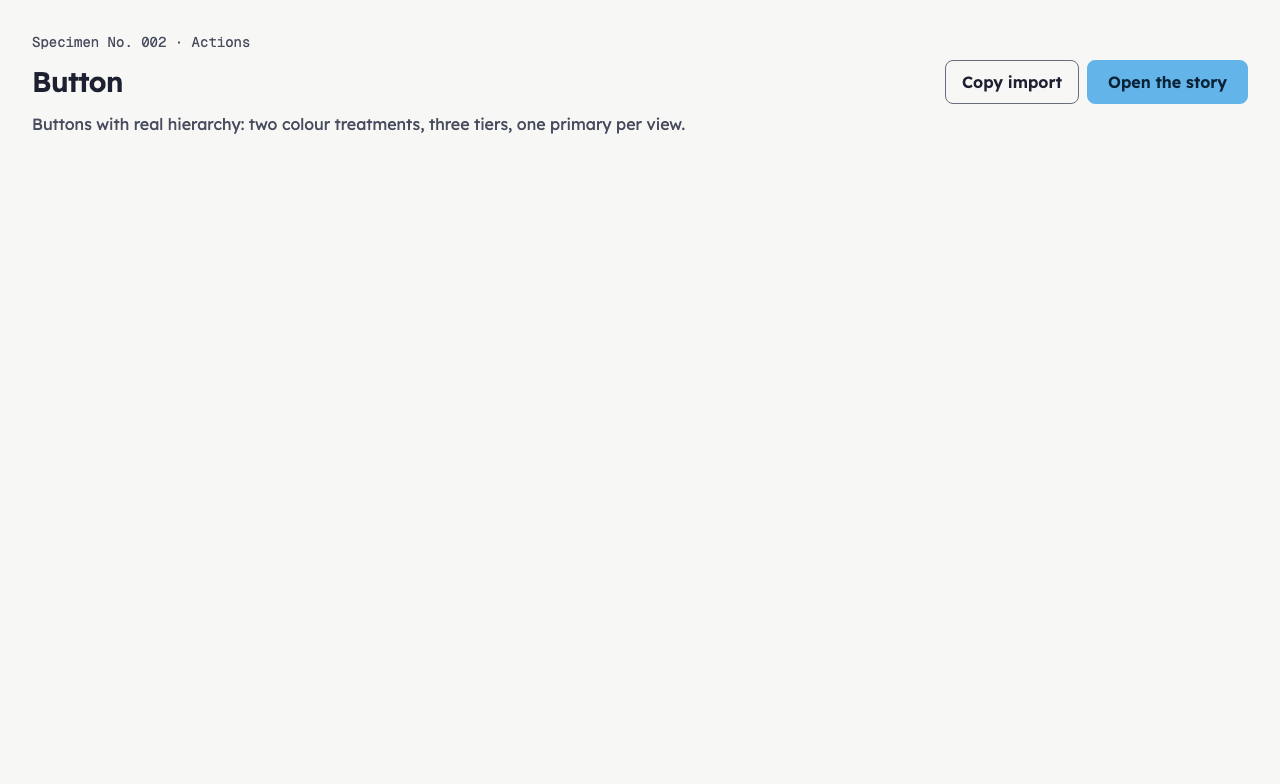 Specimen No. 002 · Actions
Button
Copy import
Open the story
Buttons with real hierarchy: two colour treatments, three tiers, one primary per view.